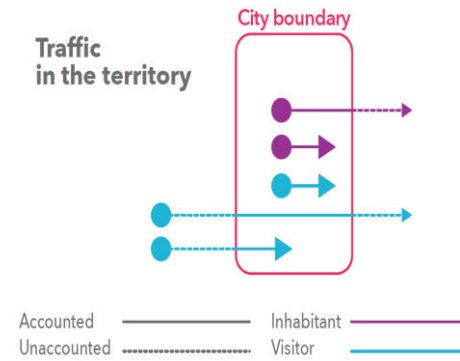 City boundary
Traffic
in the territory
Accounted
Inhabitant
Unaccounted
Visitor